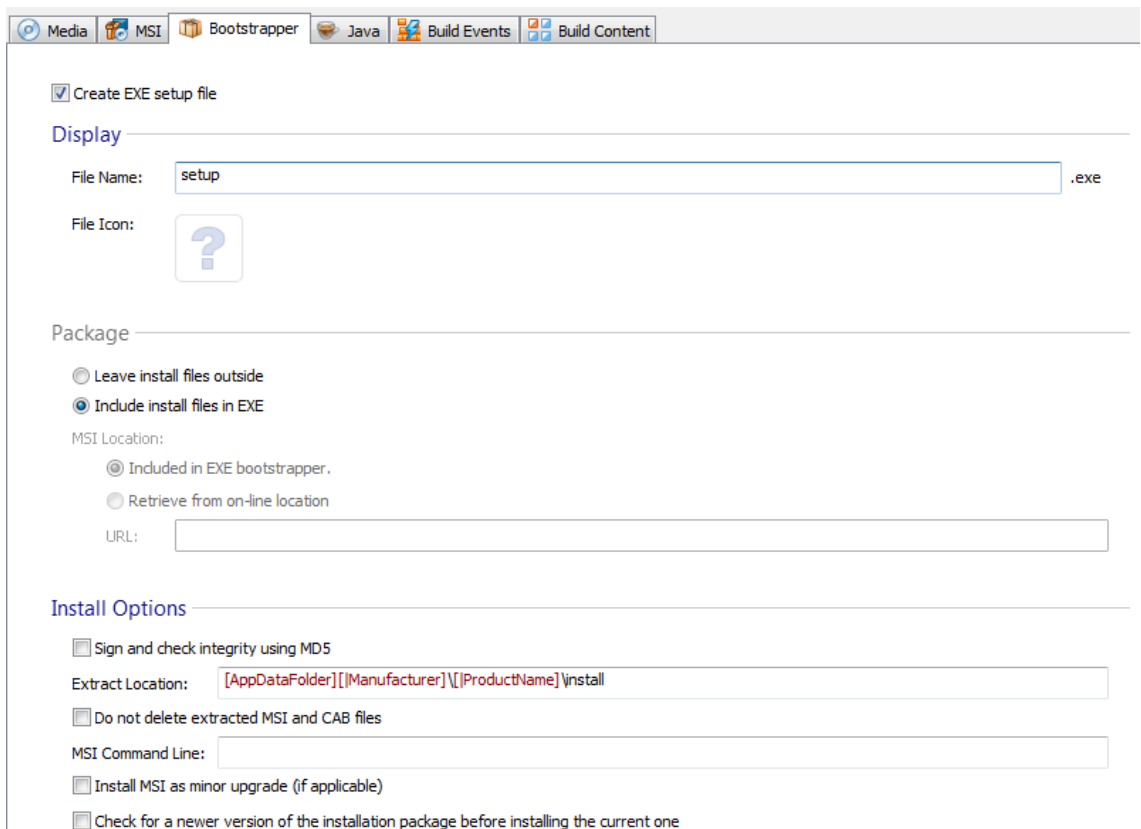 Media MSI Bootstrapper Java Build Events Build Content
Create EXE setup file
Display
File Name: setup .exe
File Icon:
?
Package
Leave install files outside
Include install files in EXE
MSI Location:
Included in EXE bootstrapper.
Retrieve from on-line location
URL:
Install Options
Sign and check integrity using MD5
Extract Location: [AppDataFolder][|Manufacturer]\[|ProductName]\install
Do not delete extracted MSI and CAB files
MSI Command Line:
Install MSI as minor upgrade (if applicable)
Check for a newer version of the installation package before installing the current one